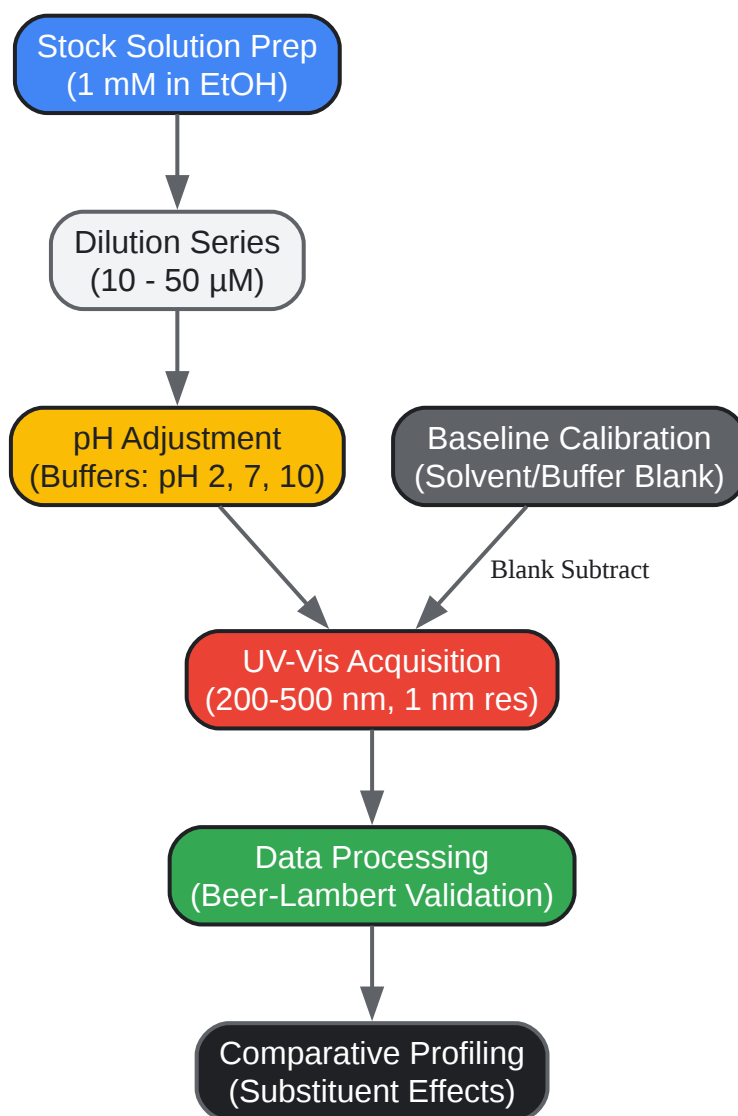 Stock Solution Prep
(1 mM in EtOH)
Dilution Series
(10 - 50 µM)
pH Adjustment
(Buffers: pH 2, 7, 10)
Baseline Calibration
(Solvent/Buffer Blank)
Blank Subtract
UV-Vis Acquisition
(200-500 nm, 1 nm res)
Data Processing
(Beer-Lambert Validation)
Comparative Profiling
(Substituent Effects)